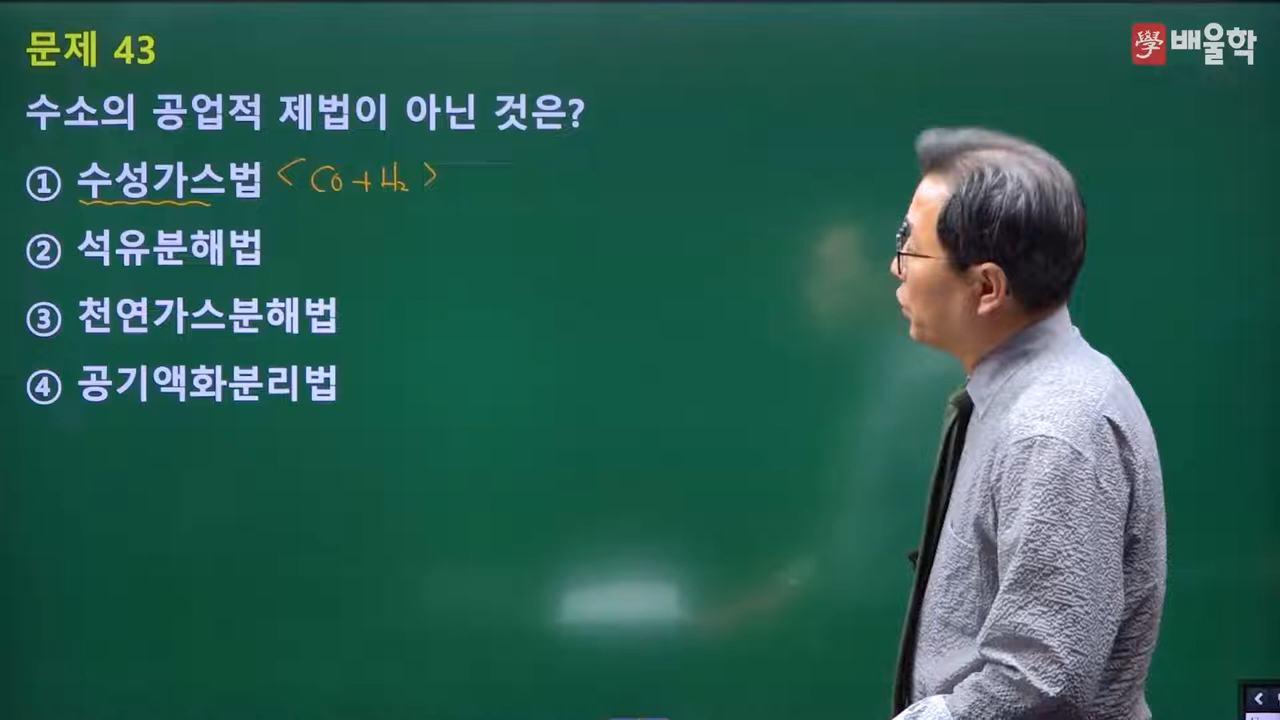 문제 43
學 배울학
수소의 공업적 제법이 아닌 것은?
① 수성가스법 < CO + H₂ >
② 석유분해법
③ 천연가스분해법
④ 공기액화분리법